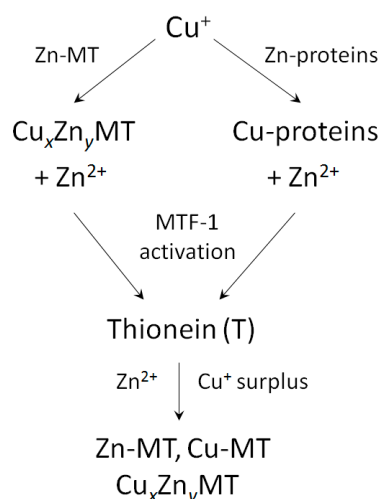 Cu⁺
Zn-MT Zn-proteins
CuₓZnᵧMT Cu-proteins
+ Zn²⁺ + Zn²⁺
MTF-1
activation
Thionein (T)
Zn²⁺ Cu⁺ surplus
Zn-MT, Cu-MT
CuₓZnᵧMT